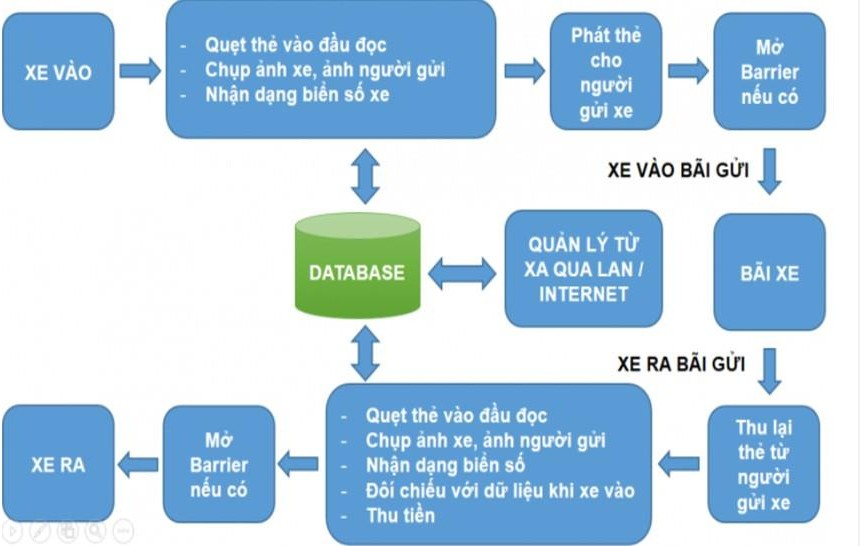 XE VÀO
- Quẹt thẻ vào đầu đọc
- Chụp ảnh xe, ảnh người gửi
- Nhận dạng biển số xe
Phát thẻ
cho
người
gửi xe
Mở
Barrier
nếu có
XE VÀO BÃI GỬI
DATABASE
QUẢN LÝ TỪ
XA QUA LAN /
INTERNET
BÃI XE
XE RA BÃI GỬI
Thu lại
thẻ từ
người
gửi xe
- Quẹt thẻ vào đầu đọc
- Chụp ảnh xe, ảnh người gửi
- Nhận dạng biển số
- Đối chiếu với dữ liệu khi xe vào
- Thu tiền
Mở
Barrier
nếu có
XE RA